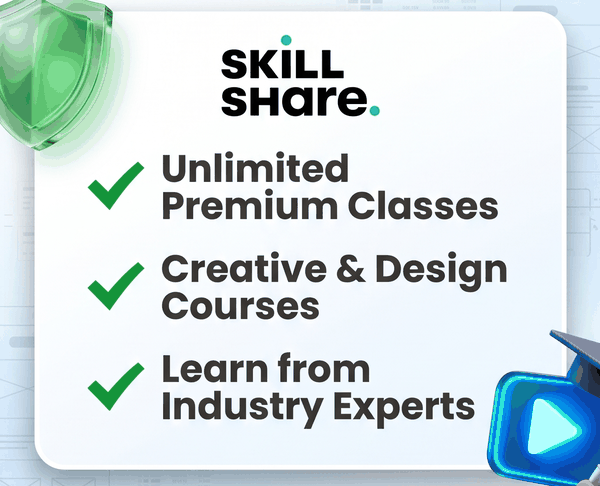 SKiLL
SHare.
Unlimited
Premium Classes
Creative & Design
Courses
Learn from
Industry Experts